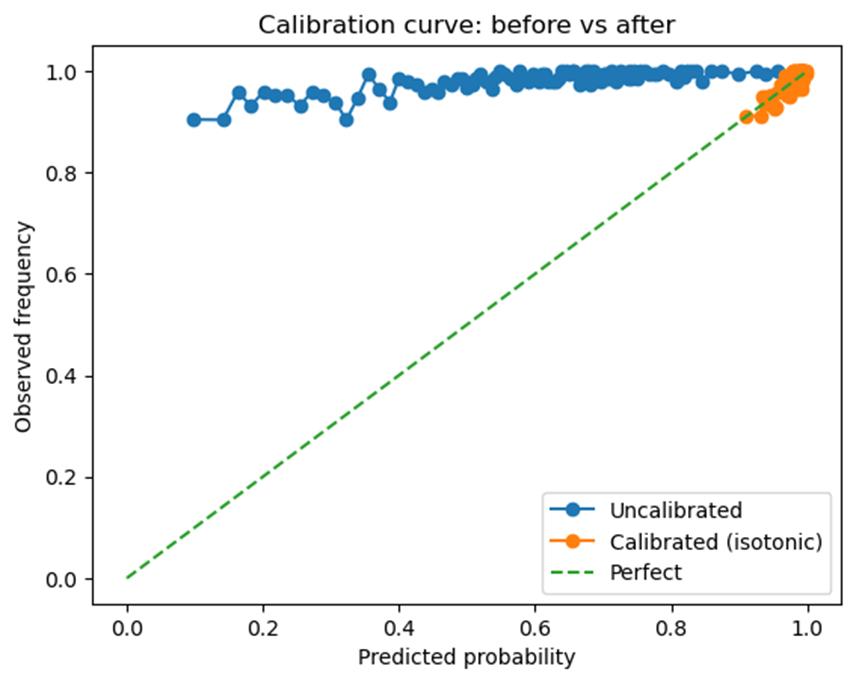 Calibration curve: before vs after
1.0
0.8
0.6
0.4
0.2
0.0
Observed frequency
Uncalibrated
Calibrated (isotonic)
Perfect
0.0 0.2 0.4 0.6 0.8 1.0
Predicted probability